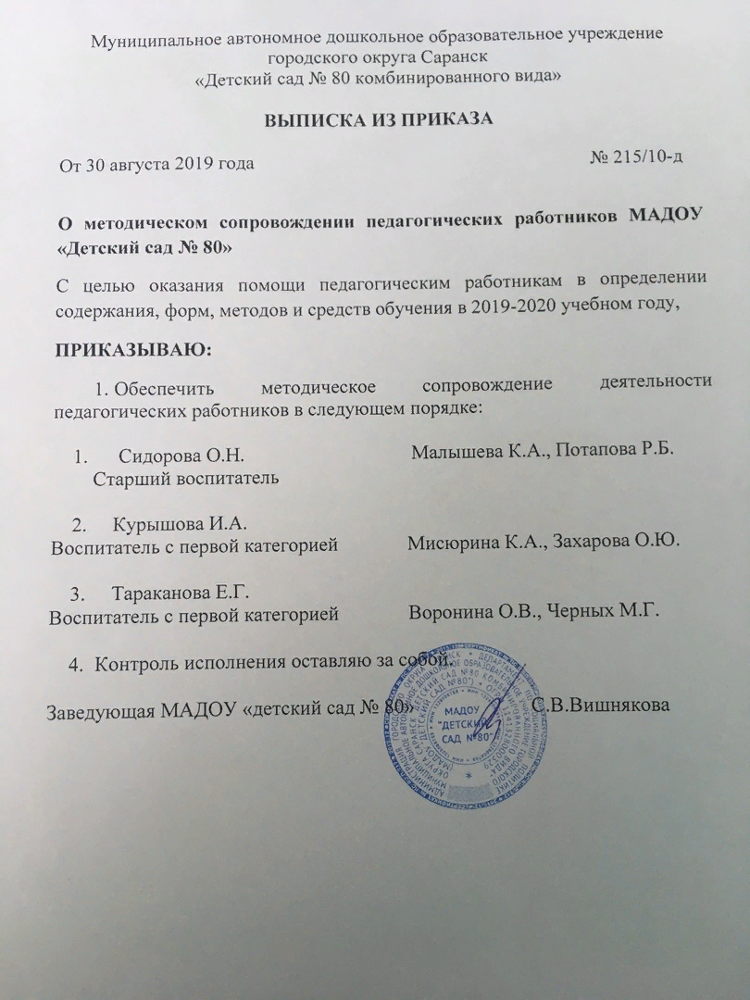 Муниципальное автономное дошкольное образовательное учреждение
городского округа Саранск
«Детский сад № 80 комбинированного вида»
ВЫПИСКА ИЗ ПРИКАЗА
От 30 августа 2019 года № 215/10-д
О методическом сопровождении педагогических работников МАДОУ
«Детский сад № 80»
С целью оказания помощи педагогическим работникам в определении
содержания, форм, методов и средств обучения в 2019-2020 учебном году,
ПРИКАЗЫВАЮ:
1. Обеспечить методическое сопровождение деятельности
педагогических работников в следующем порядке:
1. Сидорова О.Н. Малышева К.А., Потапова Р.Б.
Старший воспитатель
2. Курышова И.А.
Воспитатель с первой категорией Мисюрина К.А., Захарова О.Ю.
3. Тараканова Е.Г.
Воспитатель с первой категорией Воронина О.В., Черных М.Г.
4. Контроль исполнения оставляю за собой.
Заведующая МАДОУ «детский сад № 80» С.В.Вишнякова
МАДОУ
"ДЕТСКИЙ
САД №80"